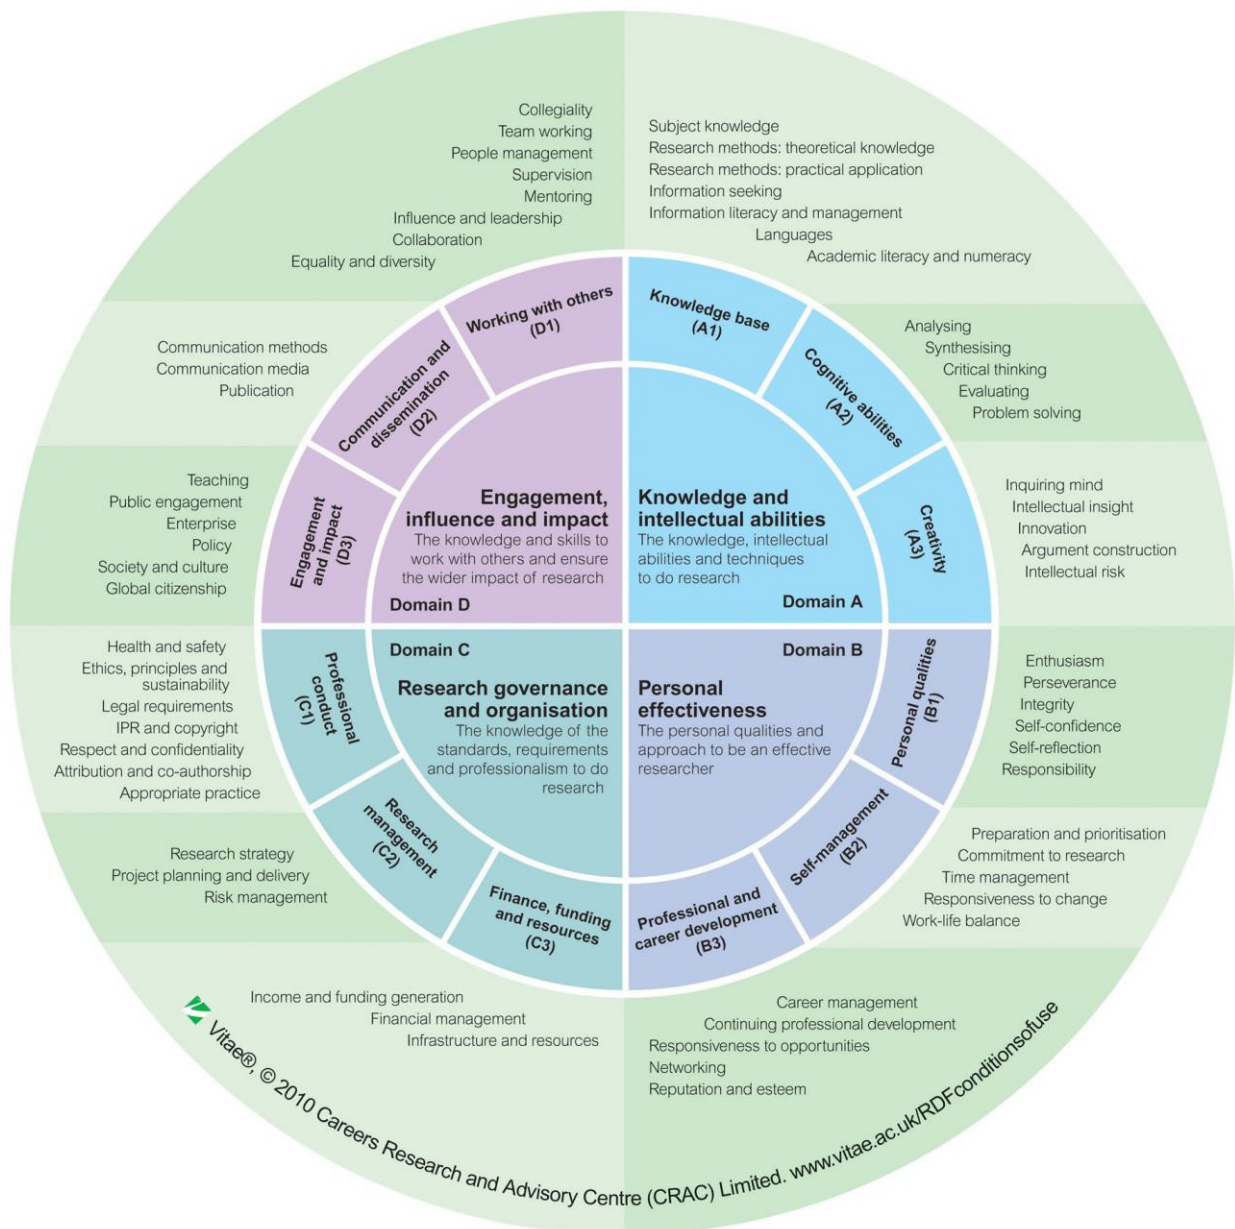 Collegiality
Team working
People management
Supervision
Mentoring
Influence and leadership
Collaboration
Equality and diversity
Subject knowledge
Research methods: theoretical knowledge
Research methods: practical application
Information seeking
Information literacy and management
Languages
Academic literacy and numeracy
Working with others
(D1)
Knowledge base
(A1)
Communication methods
Communication media
Publication
Communication and
dissemination
(D2)
Cognitive abilities
(A2)
Analysing
Synthesising
Critical thinking
Evaluating
Problem solving
Teaching
Public engagement
Enterprise
Policy
Society and culture
Global citizenship
Engagement
and impact
(D3)
Engagement,
influence and impact
The knowledge and skills to
work with others and ensure
the wider impact of research
Domain D
Knowledge and
intellectual abilities
The knowledge, intellectual
abilities and techniques
to do research
Domain A
Creativity
(A3)
Inquiring mind
Intellectual insight
Innovation
Argument construction
Intellectual risk
Health and safety
Ethics, principles and
sustainability
Legal requirements
IPR and copyright
Respect and confidentiality
Attribution and co-authorship
Appropriate practice
Professional
conduct
(C1)
Domain C
Research governance
and organisation
The knowledge of the
standards, requirements
and professionalism to do
research
Domain B
Personal
effectiveness
The personal qualities and
approach to be an effective
researcher
Personal qualities
(B1)
Enthusiasm
Perseverance
Integrity
Self-confidence
Self-reflection
Responsibility
Research strategy
Project planning and delivery
Risk management
Research
management
(C2)
Self-management
(B2)
Preparation and prioritisation
Commitment to research
Time management
Responsiveness to change
Work-life balance
Finance, funding
and resources
(C3)
Professional and
career development
(B3)
Income and funding generation
Financial management
Infrastructure and resources
Career management
Continuing professional development
Responsiveness to opportunities
Networking
Reputation and esteem
Vitae®, © 2010 Careers Research and Advisory Centre (CRAC) Limited. www.vitae.ac.uk/RDFconditionsofuse